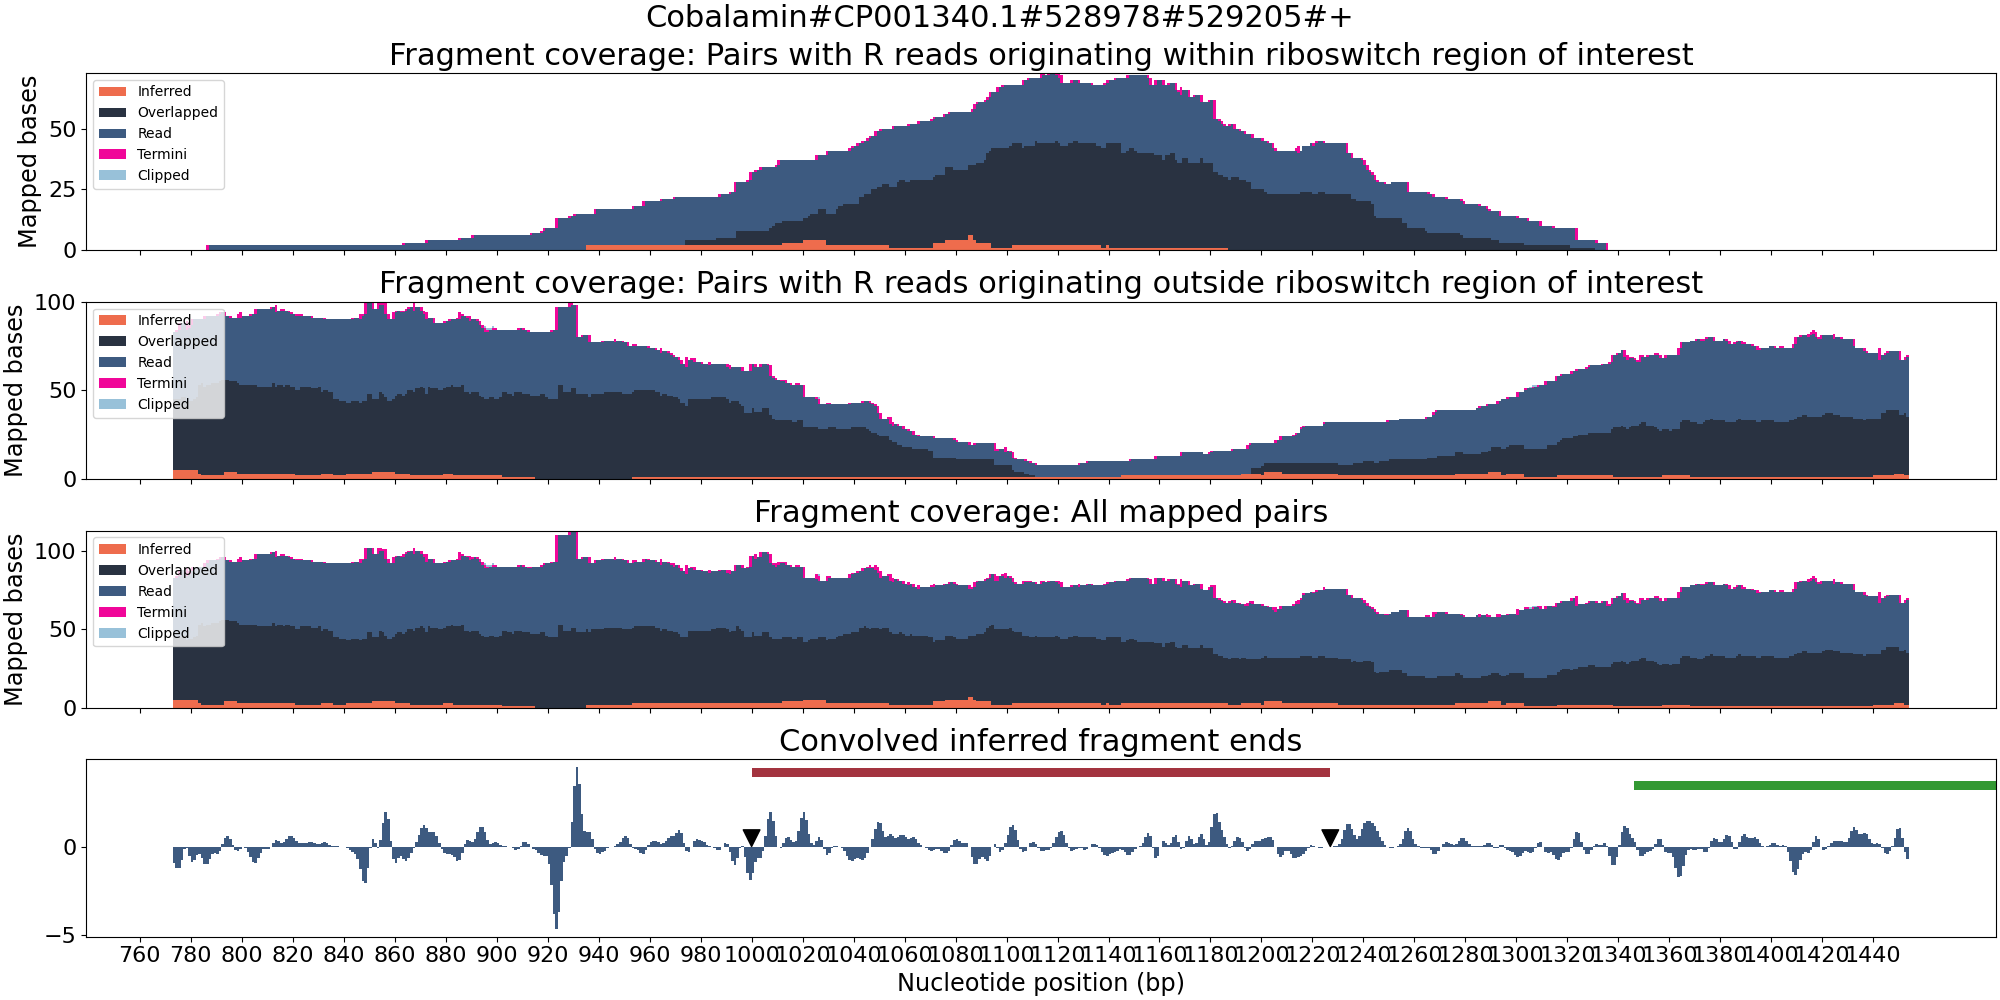 Cobalamin#CP001340.1#528978#529205#+
Fragment coverage: Pairs with R reads originating within riboswitch region of interest
Mapped bases
50
25
0
Inferred
Overlapped
Read
Termini
Clipped
Fragment coverage: Pairs with R reads originating outside riboswitch region of interest
Mapped bases
100
50
0
Inferred
Overlapped
Read
Termini
Clipped
Fragment coverage: All mapped pairs
Mapped bases
100
50
0
Inferred
Overlapped
Read
Termini
Clipped
Convolved inferred fragment ends
0
−5
760 780 800 820 840 860 880 900 920 940 960 980 1000 1020 1040 1060 1080 1100 1120 1140 1160 1180 1200 1220 1240 1260 1280 1300 1320 1340 1360 1380 1400 1420 1440
Nucleotide position (bp)